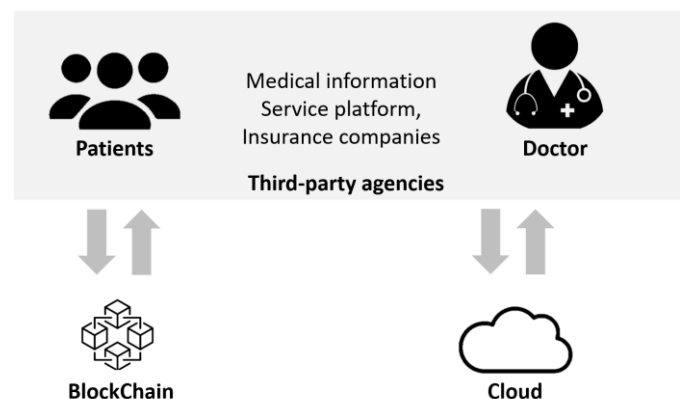 Medical information
Service platform,
Insurance companies
Patients
Doctor
Third-party agencies
BlockChain
Cloud